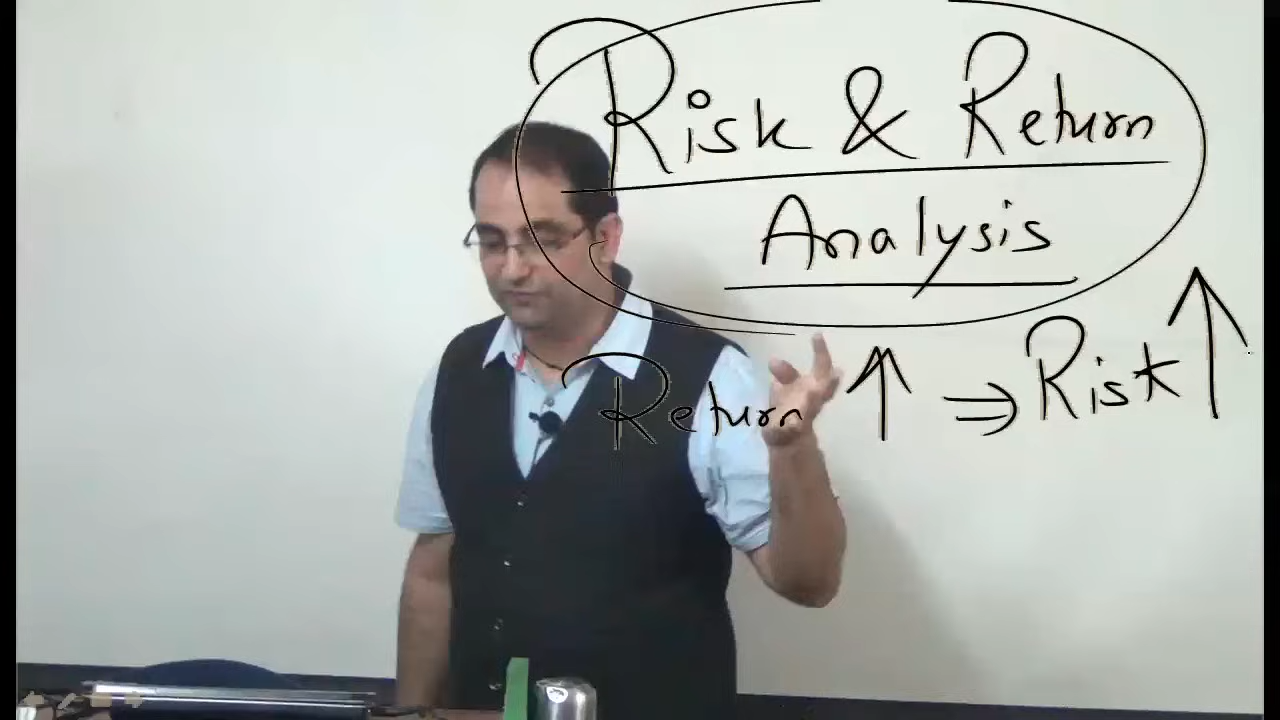 Risk & Return
Analysis
Return ↑ ⇒ Risk ↑